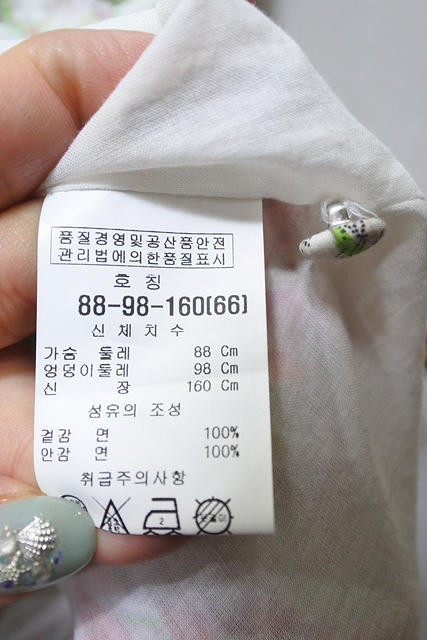 품질경영및공산품안전
관리법에의한품질표시
호 칭
88-98-160(66)
신 체 치 수
가슴 둘레 88 Cm
엉덩이둘레 98 Cm
신 장 160 Cm
섬유의 조성
겉감 면 100%
안감 면 100%
취급주의사항
2